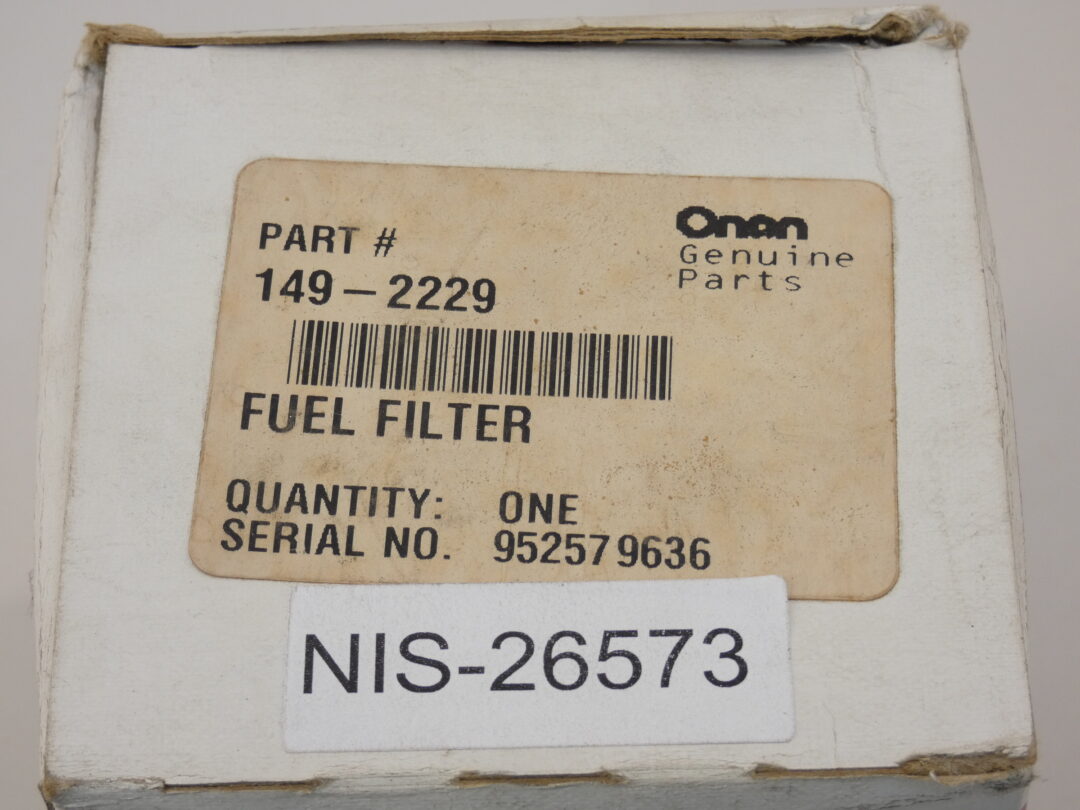 Onan
Genuine
Parts
PART #
149-2229
FUEL FILTER
QUANTITY: ONE
SERIAL NO. 952579636
NIS-26573